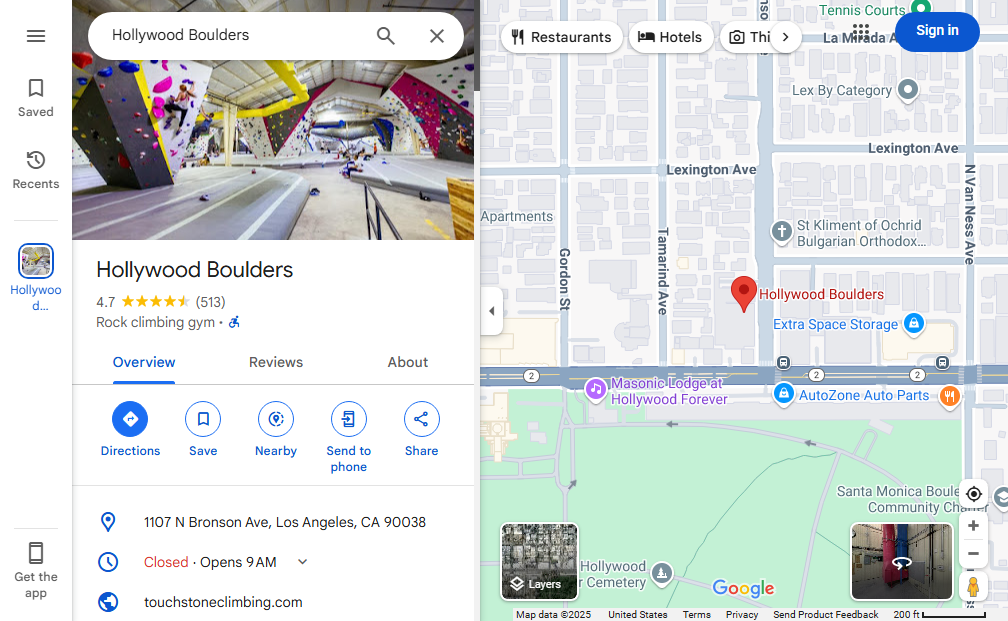 Hollywood Boulders
Saved
Recents
Hollywoo
d...
Get the
app
Hollywood Boulders
4.7
(513)
Rock climbing gym ·
Overview
Reviews
About
Directions
Save
Nearby
Send to
phone
Share
1107 N Bronson Ave, Los Angeles, CA 90038
Closed · Opens 9 AM
touchstoneclimbing.com
Restaurants
Hotels
Thi
Sign in
Tennis Courts
La Mirada A
Lex By Category
Lexington Ave
Lexington Ave
N Van Ness Ave
Apartments
St Kliment of Ochrid
Bulgarian Orthodox...
Gordon St
Tamarind Ave
Hollywood Boulders
Extra Space Storage
2
2
2
Masonic Lodge at
Hollywood Forever
AutoZone Auto Parts
Santa Monica Boule
Community Charter
Hollywood
r Cemetery
Layers
Google
Map data ©2025
United States
Terms
Privacy
Send Product Feedback
200 ft